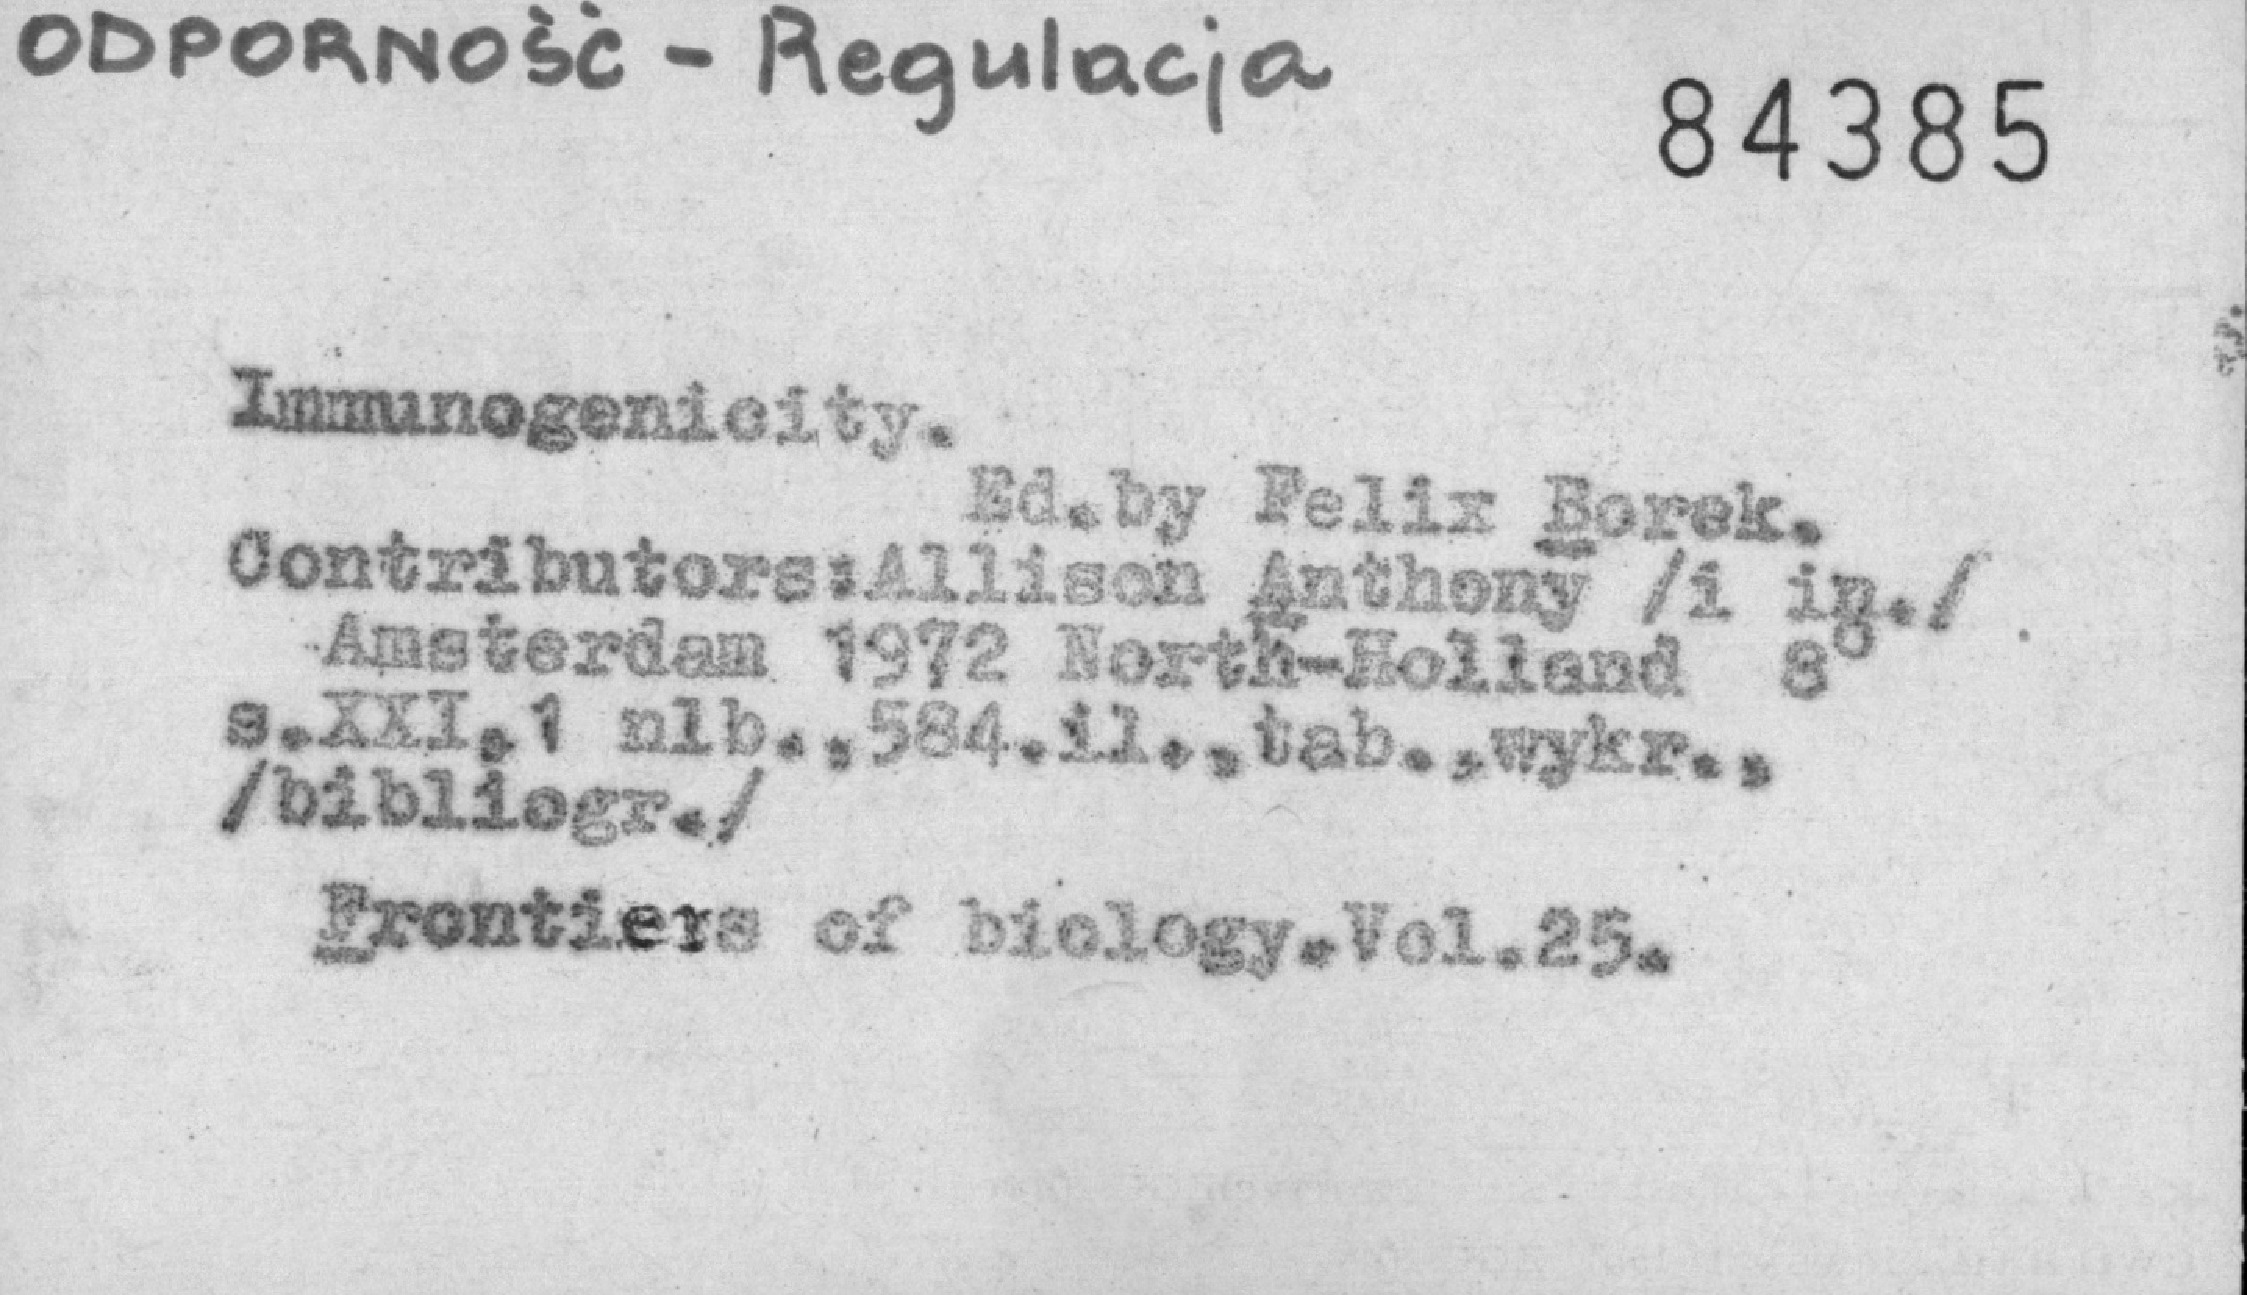 ODPORNOŚĆ - Regulacja
84385
Immunogenicity.
Ed.by Felix Borek.
Contributors:Allison Anthony /i in./
Amsterdam 1972 North-Holland 8°
s.XXI,1 nlb.,584.il.,tab.,wykr.,
/bibliogr./
Frontiers of biology.Vol.25.